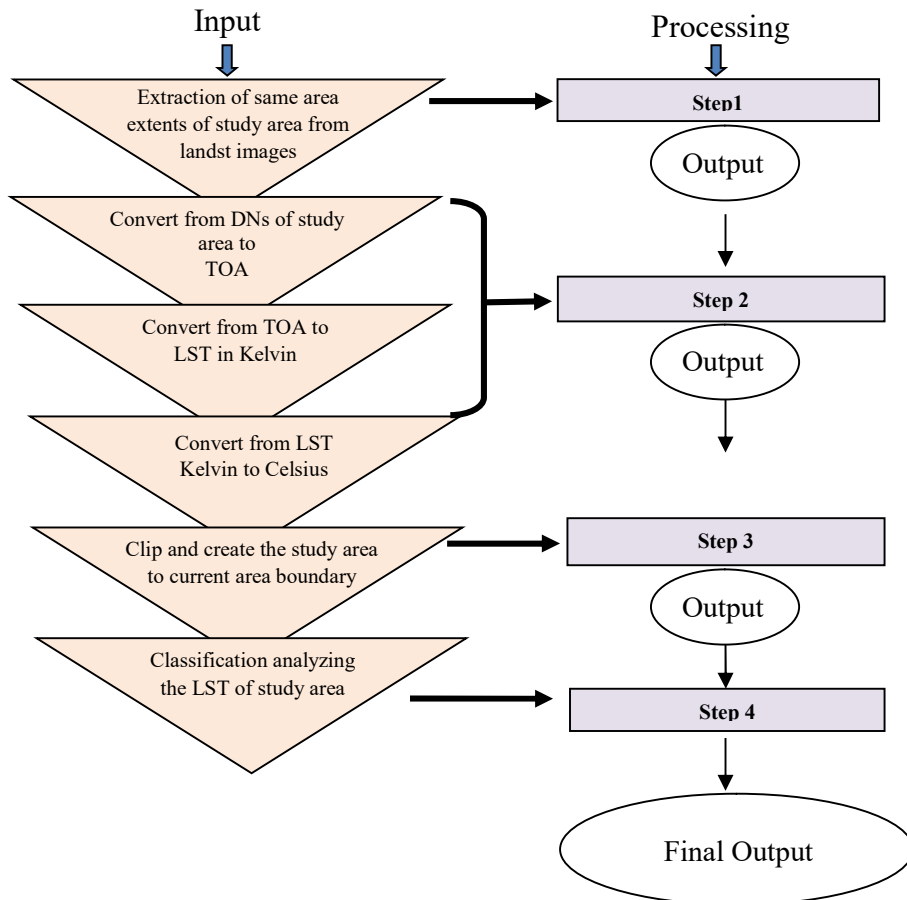 Input
Processing
Extraction of same area
extents of study area from
landst images
Step1
Output
Convert from DNs of study
area to
TOA
Step 2
Convert from TOA to
LST in Kelvin
Output
Convert from LST
Kelvin to Celsius
Clip and create the study area
to current area boundary
Step 3
Output
Classification analyzing
the LST of study area
Step 4
Final Output